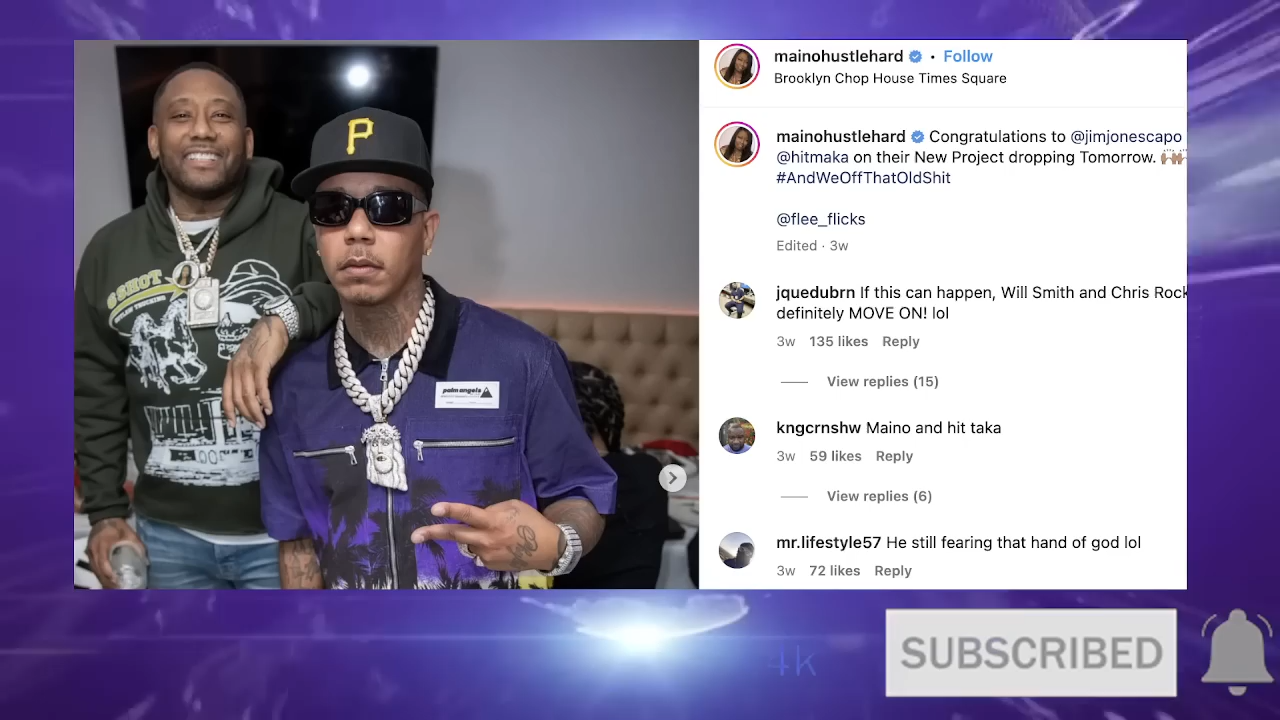 mainohustlehard • Follow
Brooklyn Chop House Times Square
mainohustlehard Congratulations to @jimjonescapo
@hitmaka on their New Project dropping Tomorrow. 🙌🏽
#AndWeOffThatOldShit
@flee_flicks
Edited · 3w
jquedubrn If this can happen, Will Smith and Chris Rock
definitely MOVE ON! lol
3w 135 likes Reply
View replies (15)
kngcrnshw Maino and hit taka
3w 59 likes Reply
View replies (6)
mr.lifestyle57 He still fearing that hand of god lol
3w 72 likes Reply
P
GSHOT
palm angels
4k
SUBSCRIBED